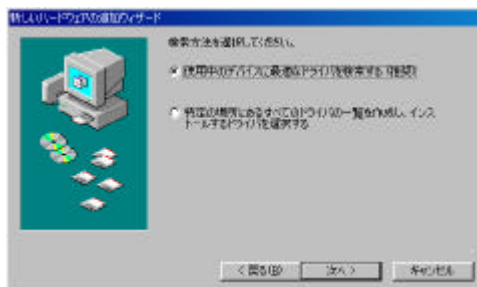 新しいハードウェアの追加ウィザード
検索方法を選択してください。
使用中のデバイスに最適なドライバを検索する (推奨)
特定の場所にあるすべてのドライバの一覧を作成し、インス
トールするドライバを選択する
< 戻る(B)
次へ >
キャンセル